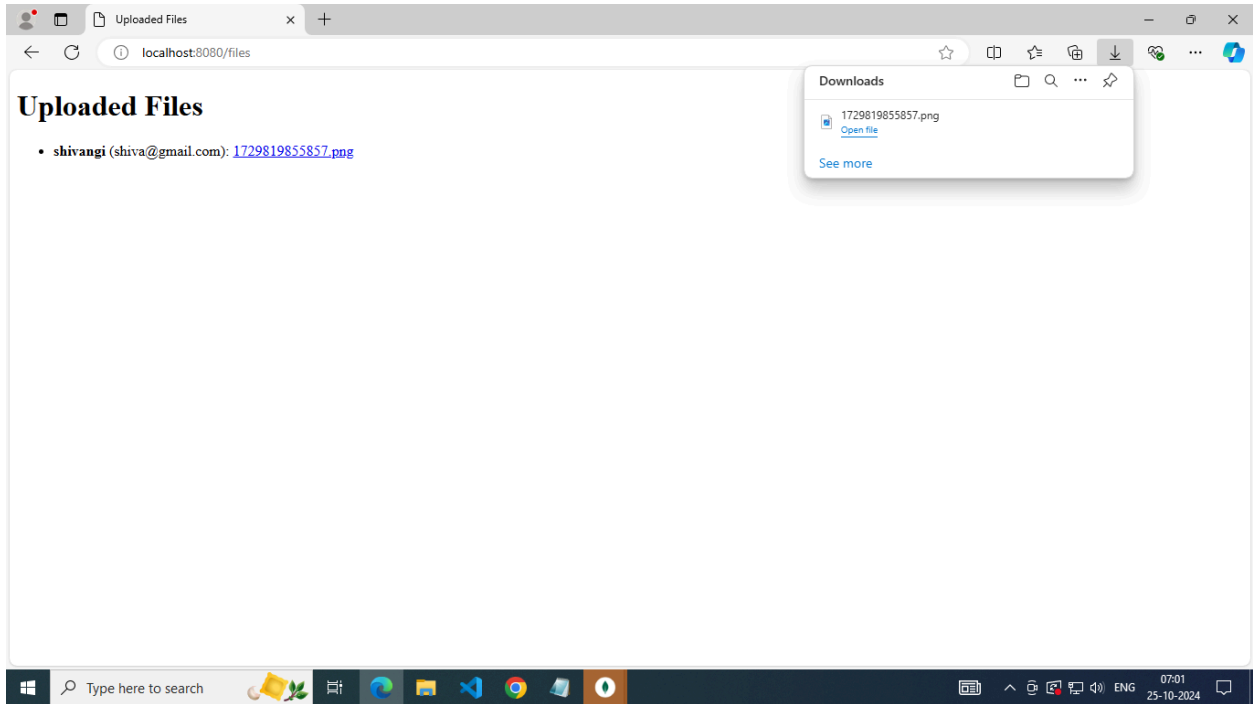 Uploaded Files
localhost:8080/files
Downloads
1729819855857.png
Open file
See more
Uploaded Files
• shivangi (shiva@gmail.com): 1729819855857.png
Type here to search
ENG
07:01
25-10-2024